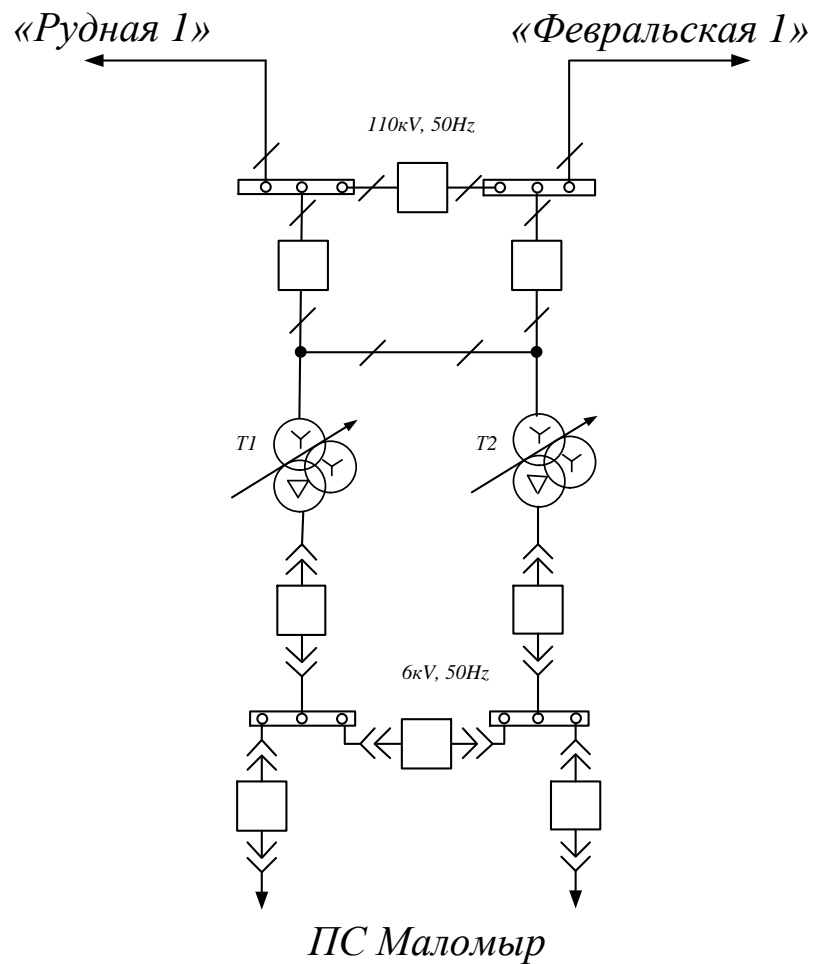 «Рудная 1»
«Февральская 1»
110кV, 50Hz
T1
T2
6кV, 50Hz
ПС Маломыр